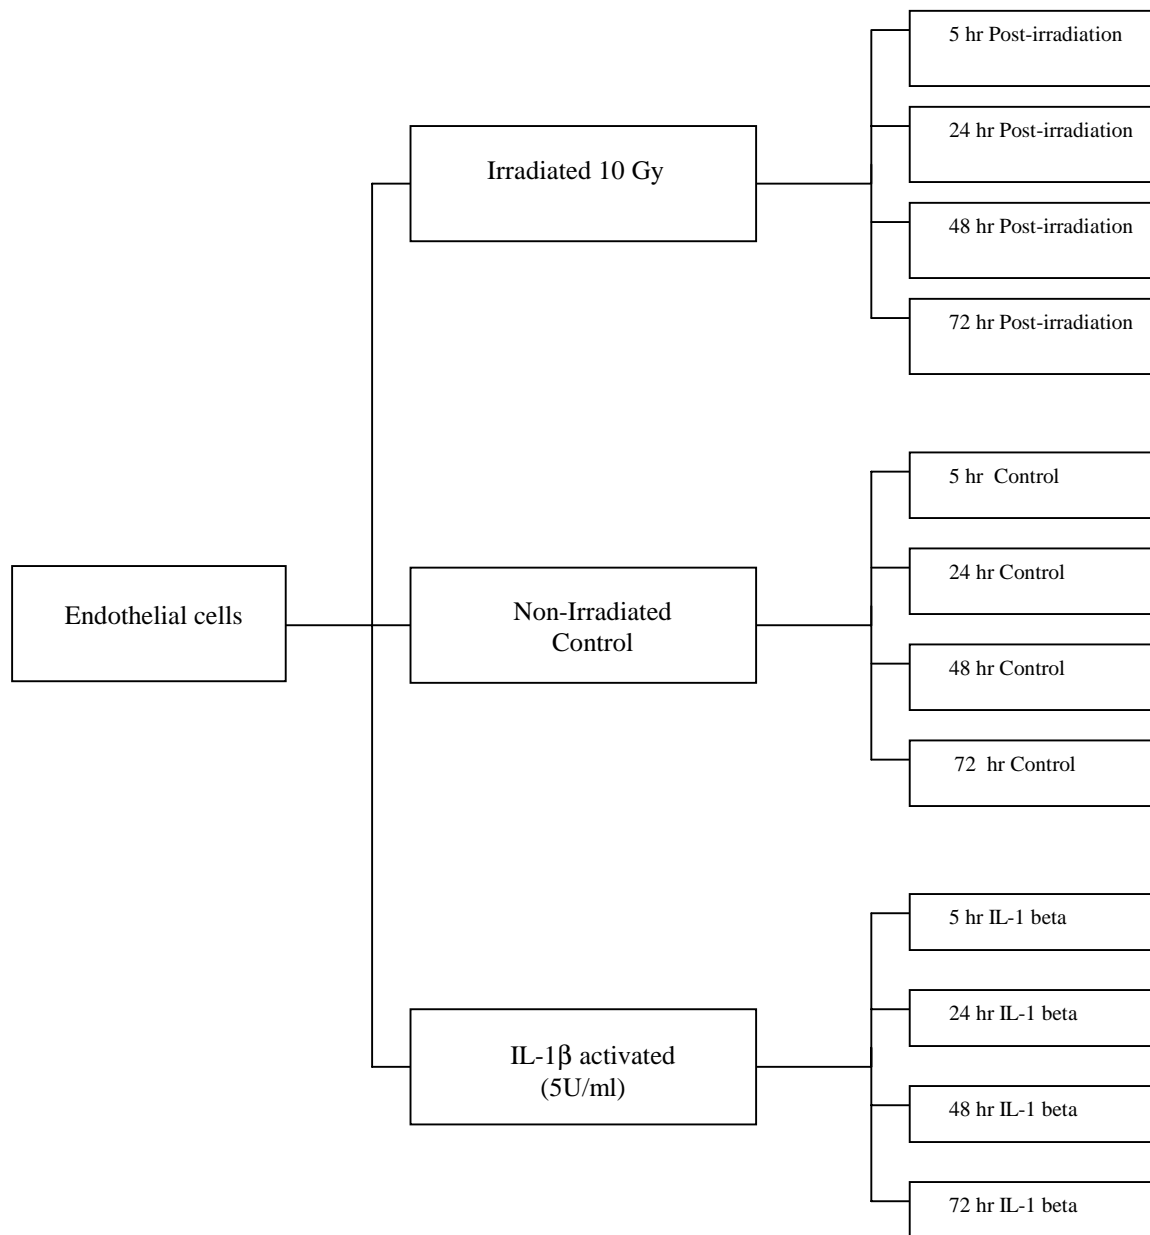 Endothelial cells
Irradiated 10 Gy
5 hr Post-irradiation
24 hr Post-irradiation
48 hr Post-irradiation
72 hr Post-irradiation
Non-Irradiated
Control
5 hr  Control
24 hr Control
48 hr Control
72  hr Control
IL-1β activated
(5U/ml)
5 hr IL-1 beta
24 hr IL-1 beta
48 hr IL-1 beta
72 hr IL-1 beta